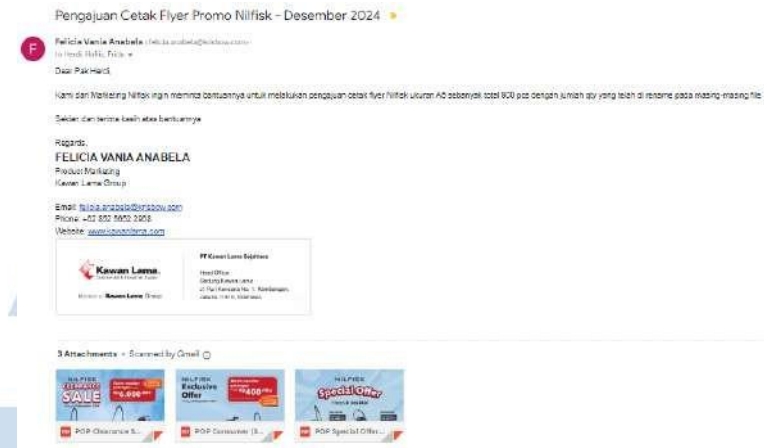 Pengajuan Cetak Flyer Promo Nilfisk - Desember 2024
F
Felicia Vania Anabela
Dear Pak Hardi
Kami dari Marketing Nilfisk ingin meminta bantuannya untuk melakukan pengajuan cetak flyer Nilfisk ukuran A5 sebanyak total 800 pcs dengan jumlah qty yang telah di rename pada masing-masing file
Sekian dan terima kasih atas bantuannya
Regards,
FELICIA VANIA ANABELA
Product Marketing
Kawan Lama Group
Email:
Phone:
Website: www.kawanlama.com
Kawan Lama.
Kawan Lama Group
PT Kawan Lama Sejahtera
Head Office
Gedung Kawan Lama
3 Attachments • Scanned by Gmail
NILFISK
CLEARANCE
SALE
NILFISK
Exclusive
Offer
NILFISK
Special Offer
POP Clearance S...
POP Consumer (3...
POP Special Offer...